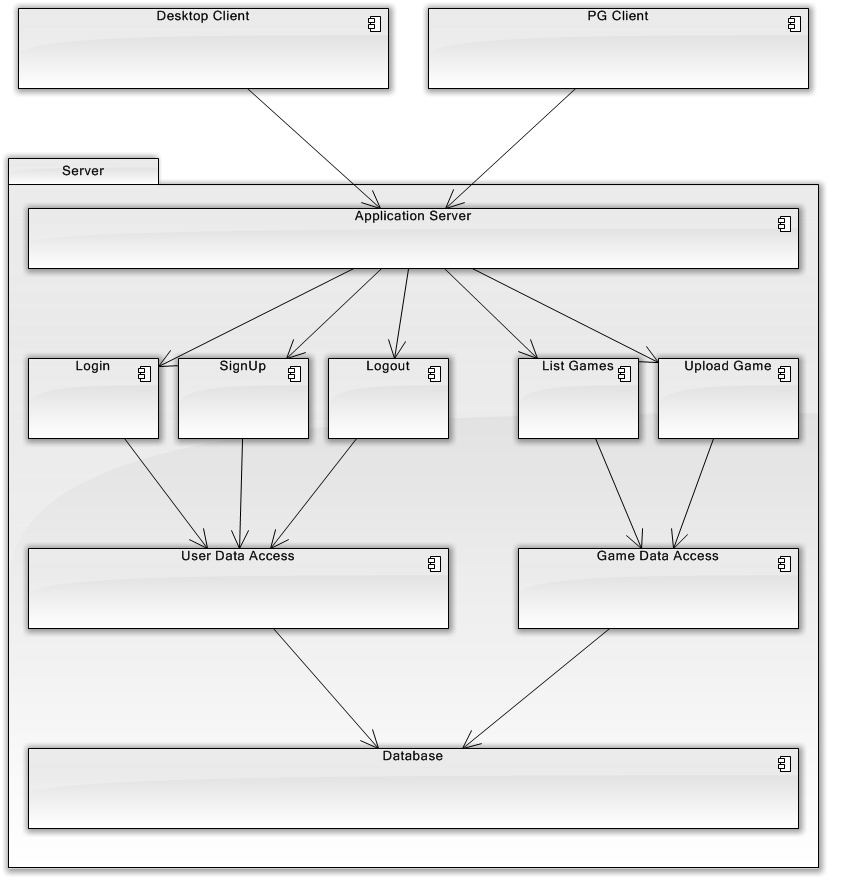 Desktop Client
PG Client
Server
Application Server
Login
SignUp
Logout
List Games
Upload Game
User Data Access
Game Data Access
Database